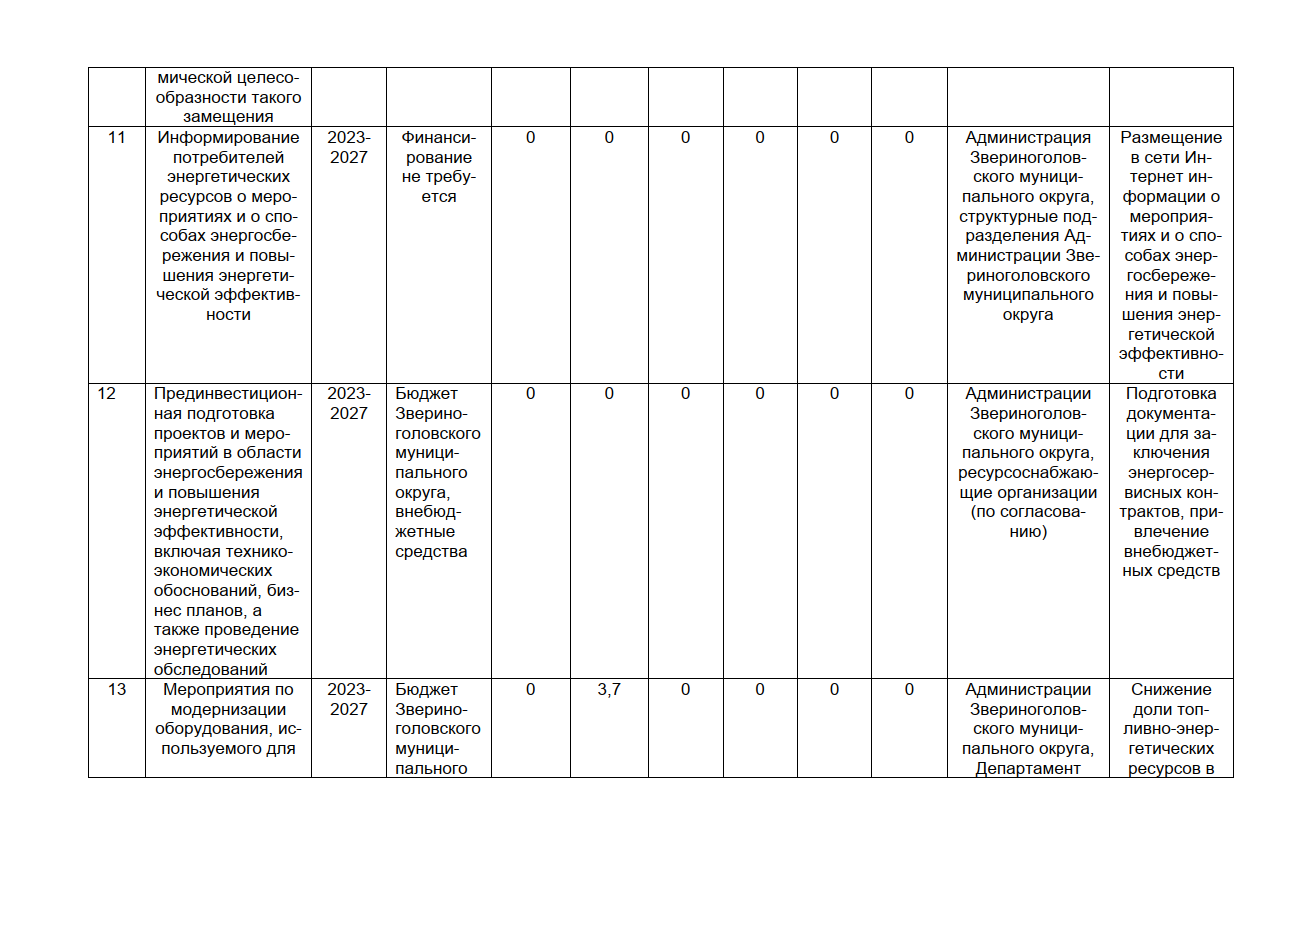 мической целесо-
образности такого
замещения
11
Информирование
потребителей
энергетических
ресурсов о меро-
приятиях и о спо-
собах энергосбе-
режения и повы-
шения энергети-
ческой эффектив-
ности
2023-
2027
Финанси-
рование
не требу-
ется
0
0
0
0
0
0
Администрация
Звериноголов-
ского муници-
пального округа,
структурные под-
разделения Ад-
министрации Зве-
риноголовского
муниципального
округа
Размещение
в сети Ин-
тернет ин-
формации о
мероприя-
тиях и о спо-
собах энер-
госбереже-
ния и повы-
шения энер-
гетической
эффективно-
сти
12
Прединвестицион-
ная подготовка
проектов и меро-
приятий в области
энергосбережения
и повышения
энергетической
эффективности,
включая технико-
экономических
обоснований, биз-
нес планов, а
также проведение
энергетических
обследований
2023-
2027
Бюджет
Зверино-
головского
муници-
пального
округа,
внебюд-
жетные
средства
0
0
0
0
0
0
Администрации
Звериноголов-
ского муници-
пального округа,
ресурсоснабжаю-
щие организации
(по согласова-
нию)
Подготовка
документа-
ции для за-
ключения
энергосер-
висных кон-
трактов, при-
влечение
внебюджет-
ных средств
13
Мероприятия по
модернизации
оборудования, ис-
пользуемого для
2023-
2027
Бюджет
Зверино-
головского
муници-
пального
0
3,7
0
0
0
0
Администрации
Звериноголов-
ского муници-
пального округа,
Департамент
Снижение
доли топ-
ливно-энер-
гетических
ресурсов в